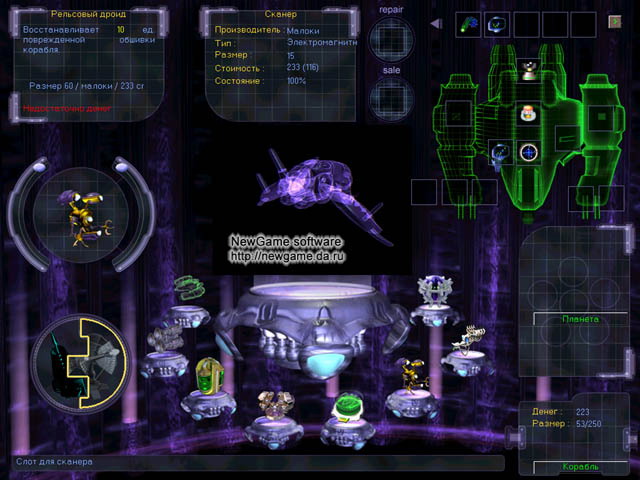 Рельсовый дроид
Восстанавливает 10 ед. поврежденной обшивки корабля.
Размер 60 / малоки / 233 cr
Недостаточно денег
Сканер
Производитель : Малоки
Тип : Электромагнитн
Размер : 15
Стоимость : 233 (116)
Состояние : 100%
repair
sale
NewGame software
http://newgame.da.ru
Планета
Денег : 223
Размер : 53/250
Корабль
Слот для сканера